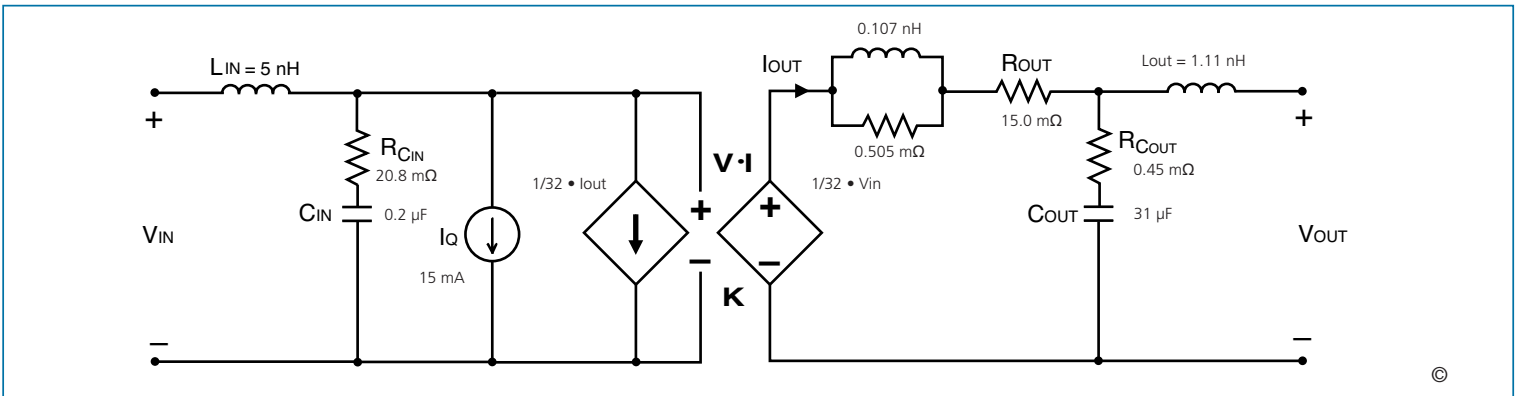 0.107 nH
LIN = 5 nH
IOUT
ROUT
Lout = 1.11 nH
+
+
15.0 mΩ
RCIN
20.8 mΩ
0.505 mΩ
RCOUT
0.45 mΩ
V·I
1/32 • Iout
1/32 • Vin
+
+
CIN
0.2 µF
COUT
31 µF
VIN
IQ
VOUT
15 mA
–
–
K
–
–
©